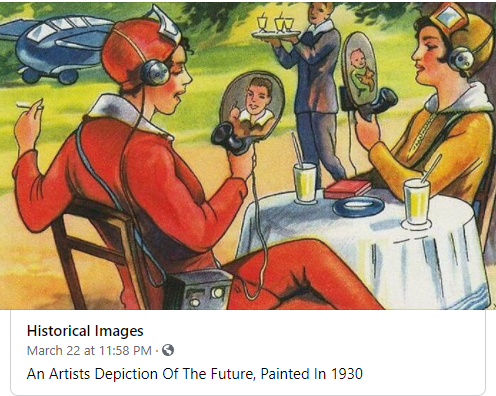 Historical Images
March 22 at 11:58 PM ·
An Artists Depiction Of The Future, Painted In 1930